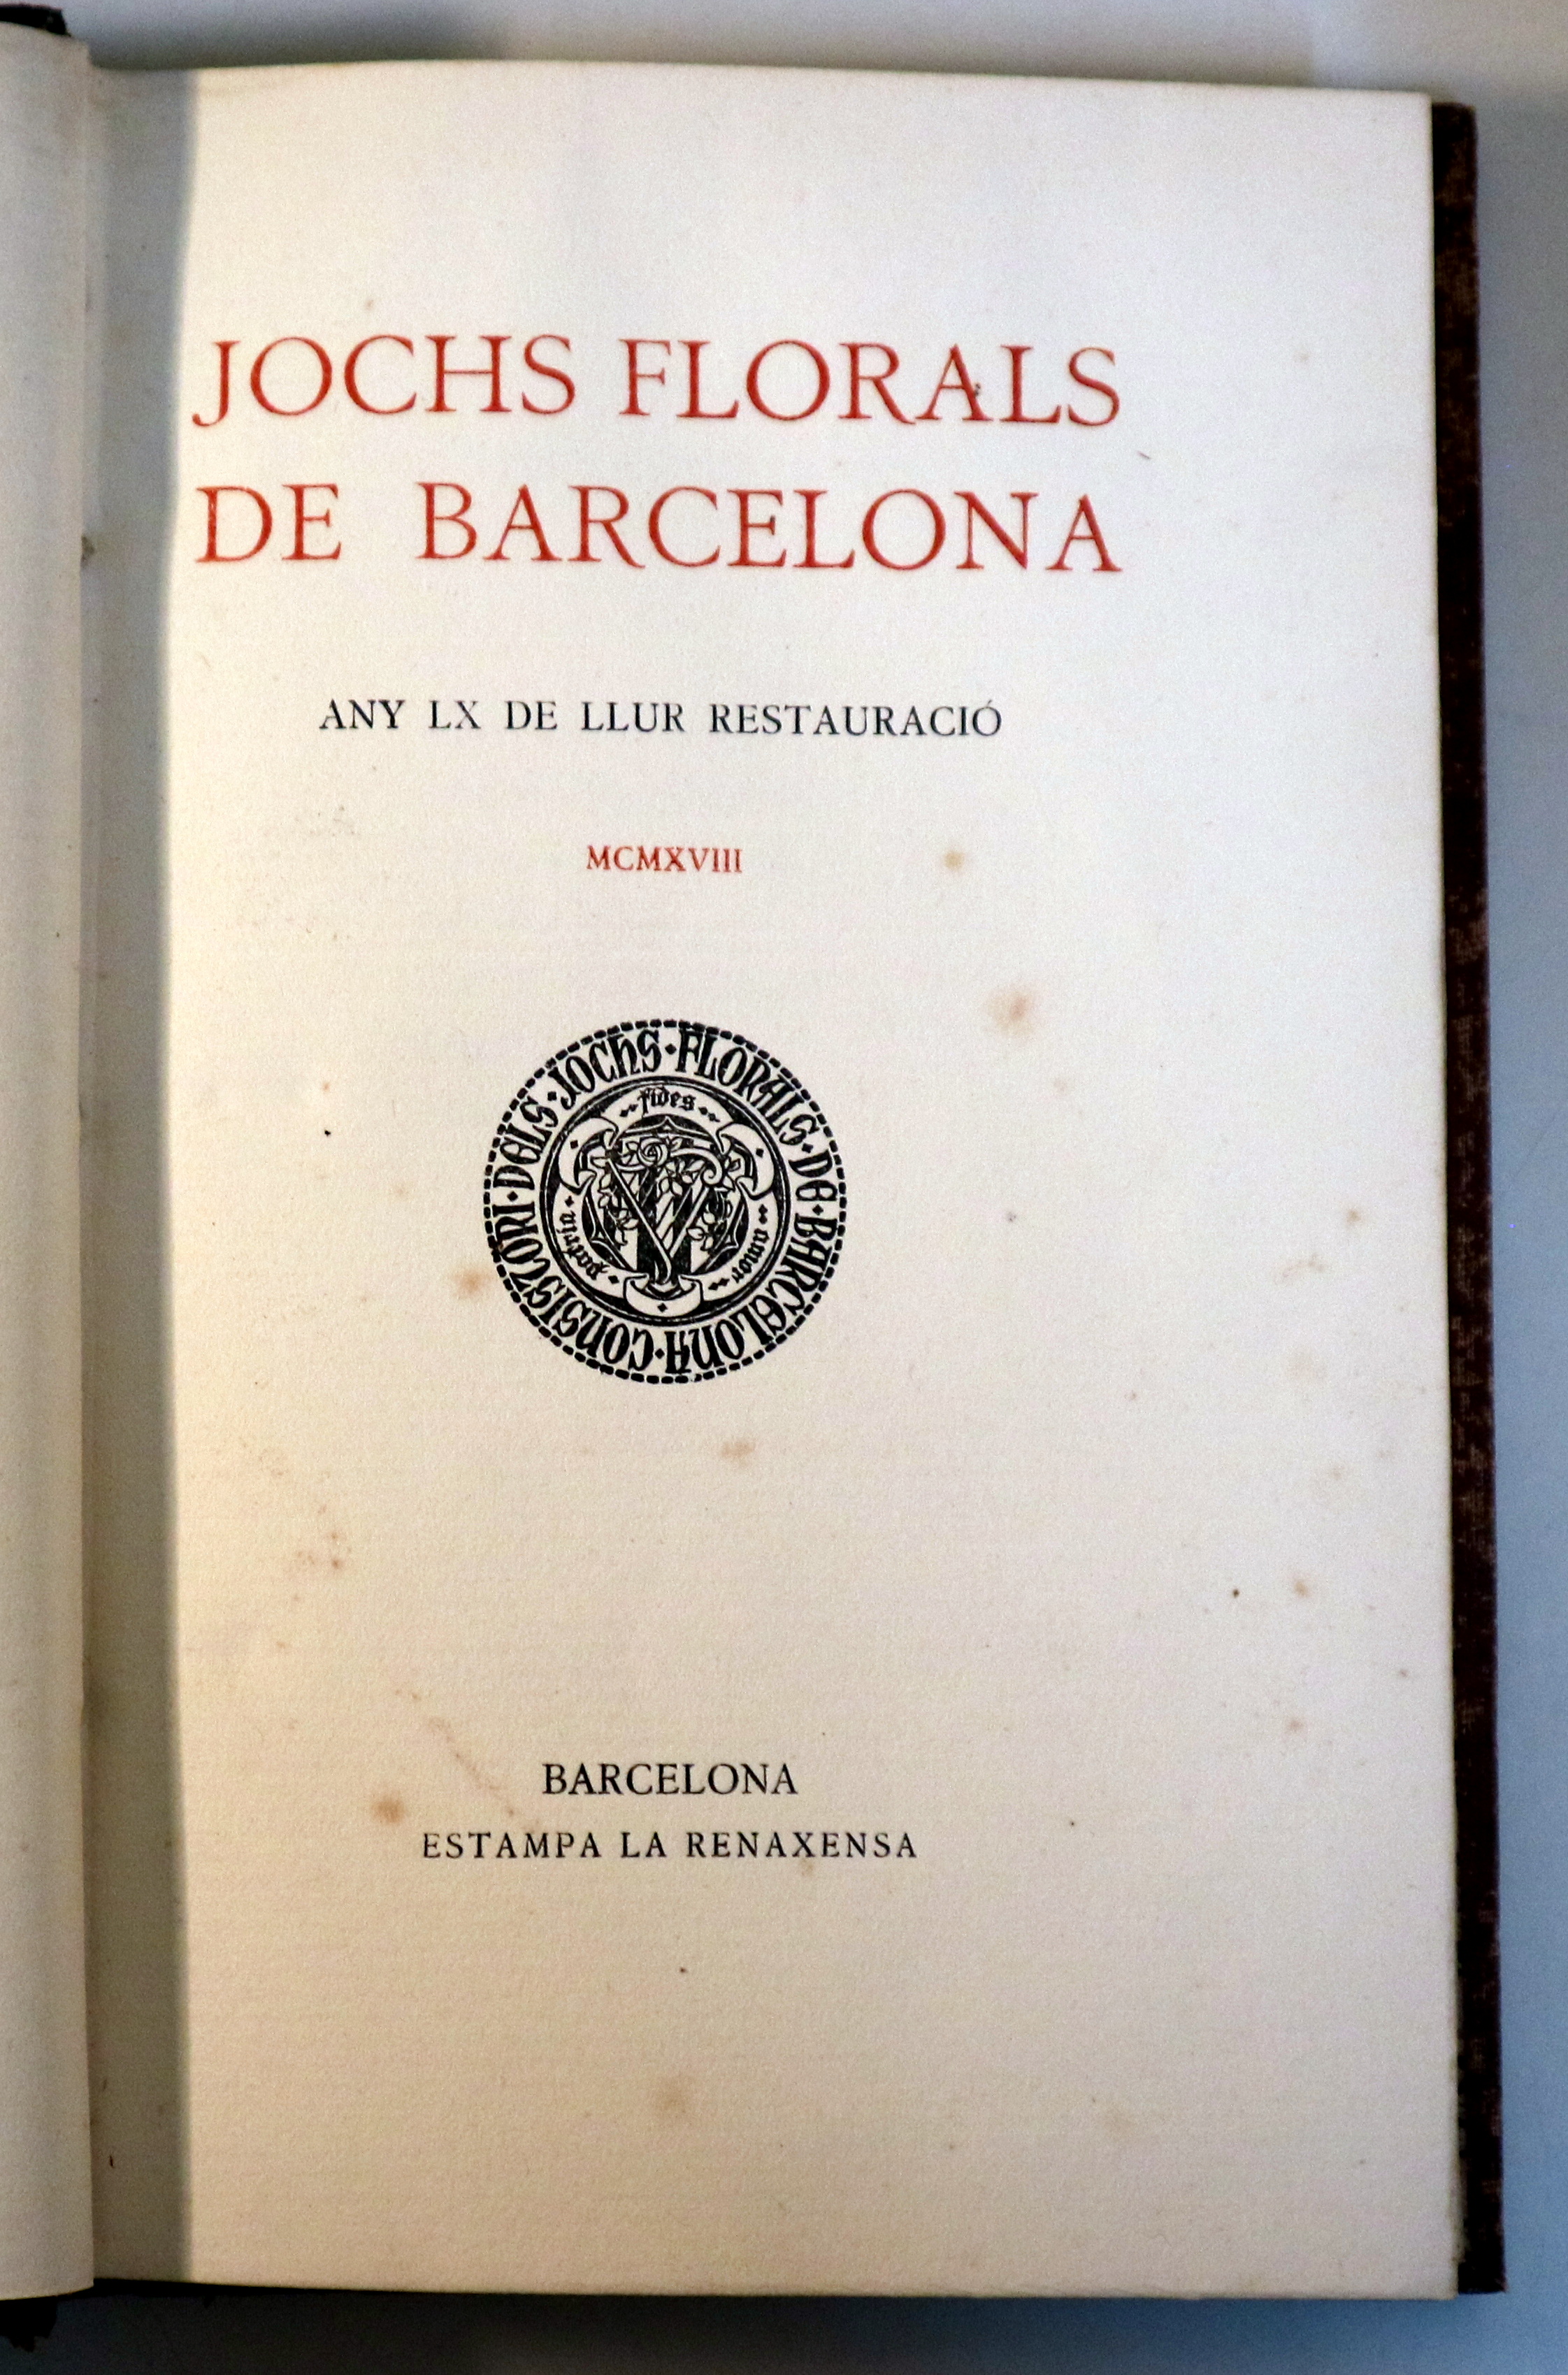 JOCHS FLORALS
DE BARCELONA
ANY LX DE LLUR RESTAURACIÓ
MCMXVIII
CONSISTORI · DELS · JOCHS · FLORALS · DE · BARCELONA ·
fides
amor
patria
BARCELONA
ESTAMPA LA RENAXENSA